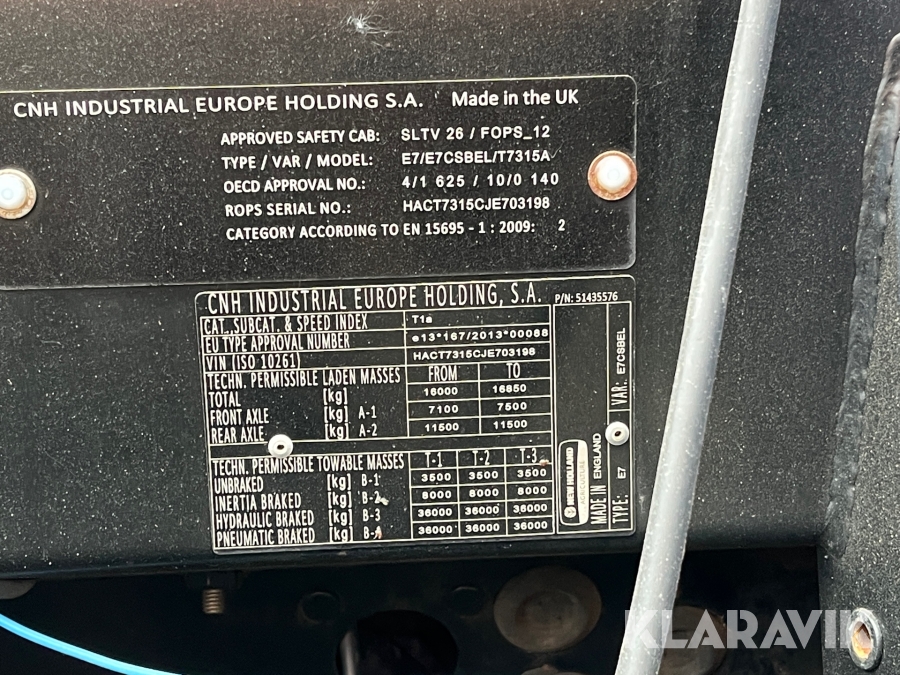 CNH INDUSTRIAL EUROPE HOLDING S.A. Made in the UK
APPROVED SAFETY CAB: SLTV 26 / FOPS_12
TYPE / VAR / MODEL: E7/E7CSBEL/T7315A
OECD APPROVAL NO.: 4/1 625 / 10/0 140
ROPS SERIAL NO.: HACT7315CJE703198
CATEGORY ACCORDING TO EN 15695 - 1 : 2009: 2
CNH INDUSTRIAL EUROPE HOLDING, S.A. P/N: 51435576
CAT.,SUBCAT. & SPEED INDEX T1a
EU TYPE APPROVAL NUMBER e13*167/2013*00088
VIN (ISO 10261) HACT7315CJE703198
TECHN. PERMISSIBLE LADEN MASSES FROM TO
TOTAL [kg] 16000 16850
FRONT AXLE [kg] A-1 7100 7500
REAR AXLE [kg] A-2 11500 11500
TECHN. PERMISSIBLE TOWABLE MASSES T-1 T-2 T-3
UNBRAKED [kg] B-1 3500 3500 3500
INERTIA BRAKED [kg] B-2 8000 8000 8000
HYDRAULIC BRAKED [kg] B-3 36000 36000 36000
PNEUMATIC BRAKED [kg] B-4 36000 36000 36000
NEW HOLLAND
AGRICULTURE
MADE IN ENGLAND
TYPE: E7 VAR.: E7CSBEL
KLARAVIK